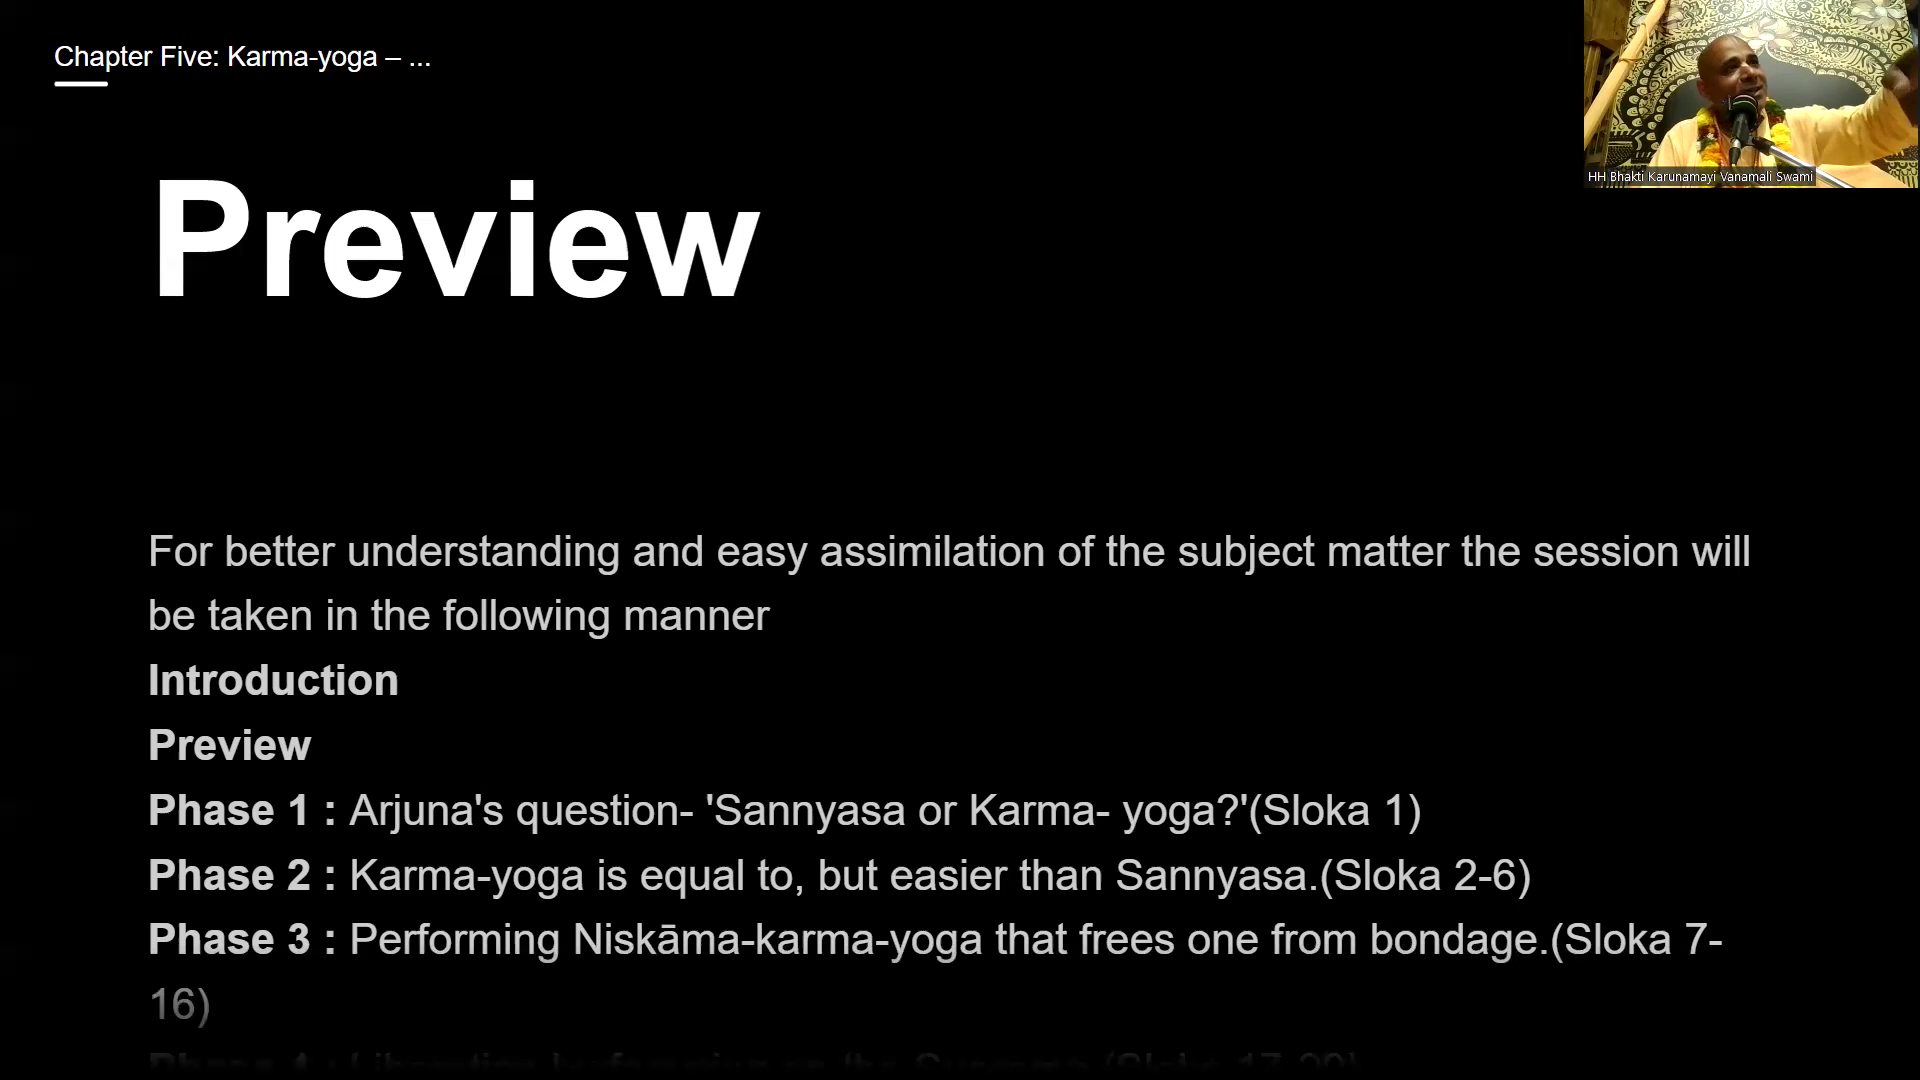 Chapter Five: Karma-yoga – ...
HH Bhakti Karunamayi Vanamali Swami
Preview
For better understanding and easy assimilation of the subject matter the session will
be taken in the following manner
Introduction
Preview
Phase 1 : Arjuna's question- 'Sannyasa or Karma- yoga?'(Sloka 1)
Phase 2 : Karma-yoga is equal to, but easier than Sannyasa.(Sloka 2-6)
Phase 3 : Performing Niskāma-karma-yoga that frees one from bondage.(Sloka 7-
16)